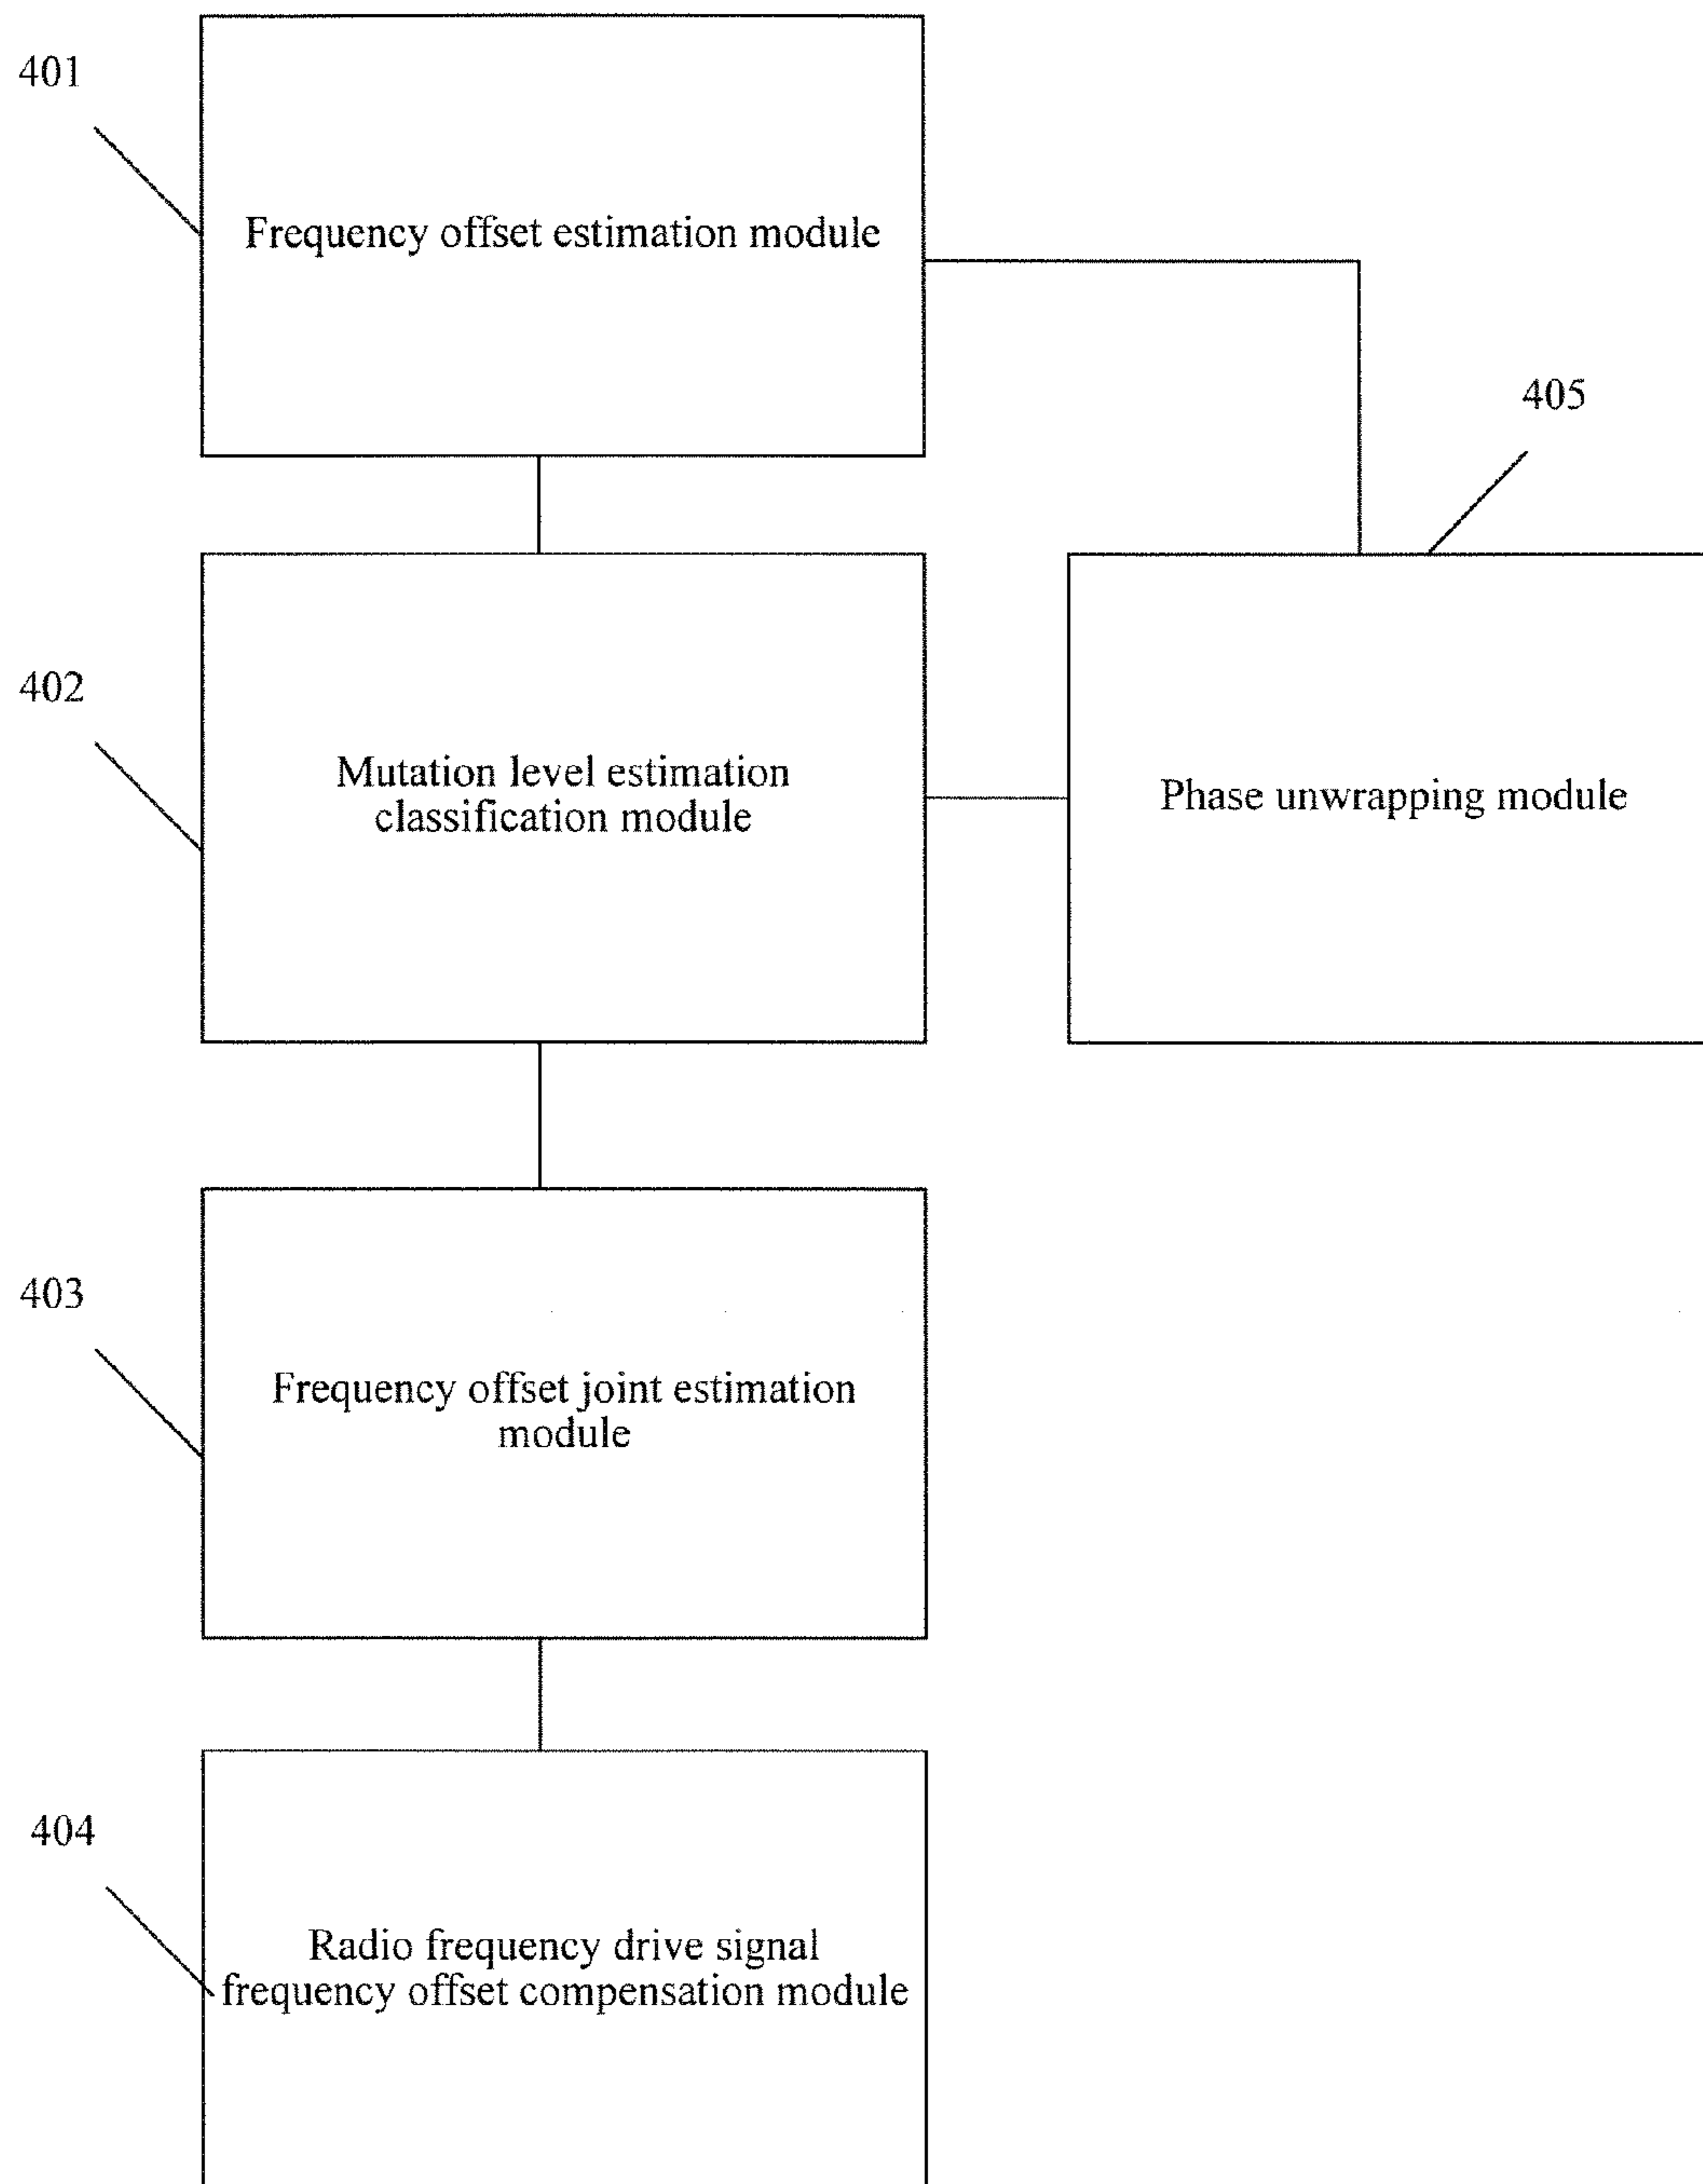 401
Frequency offset estimation module
405
402
Mutation level estimation
classification module
Phase unwrapping module
403
Frequency offset joint estimation
module
404
Radio frequency drive signal
frequency offset compensation module